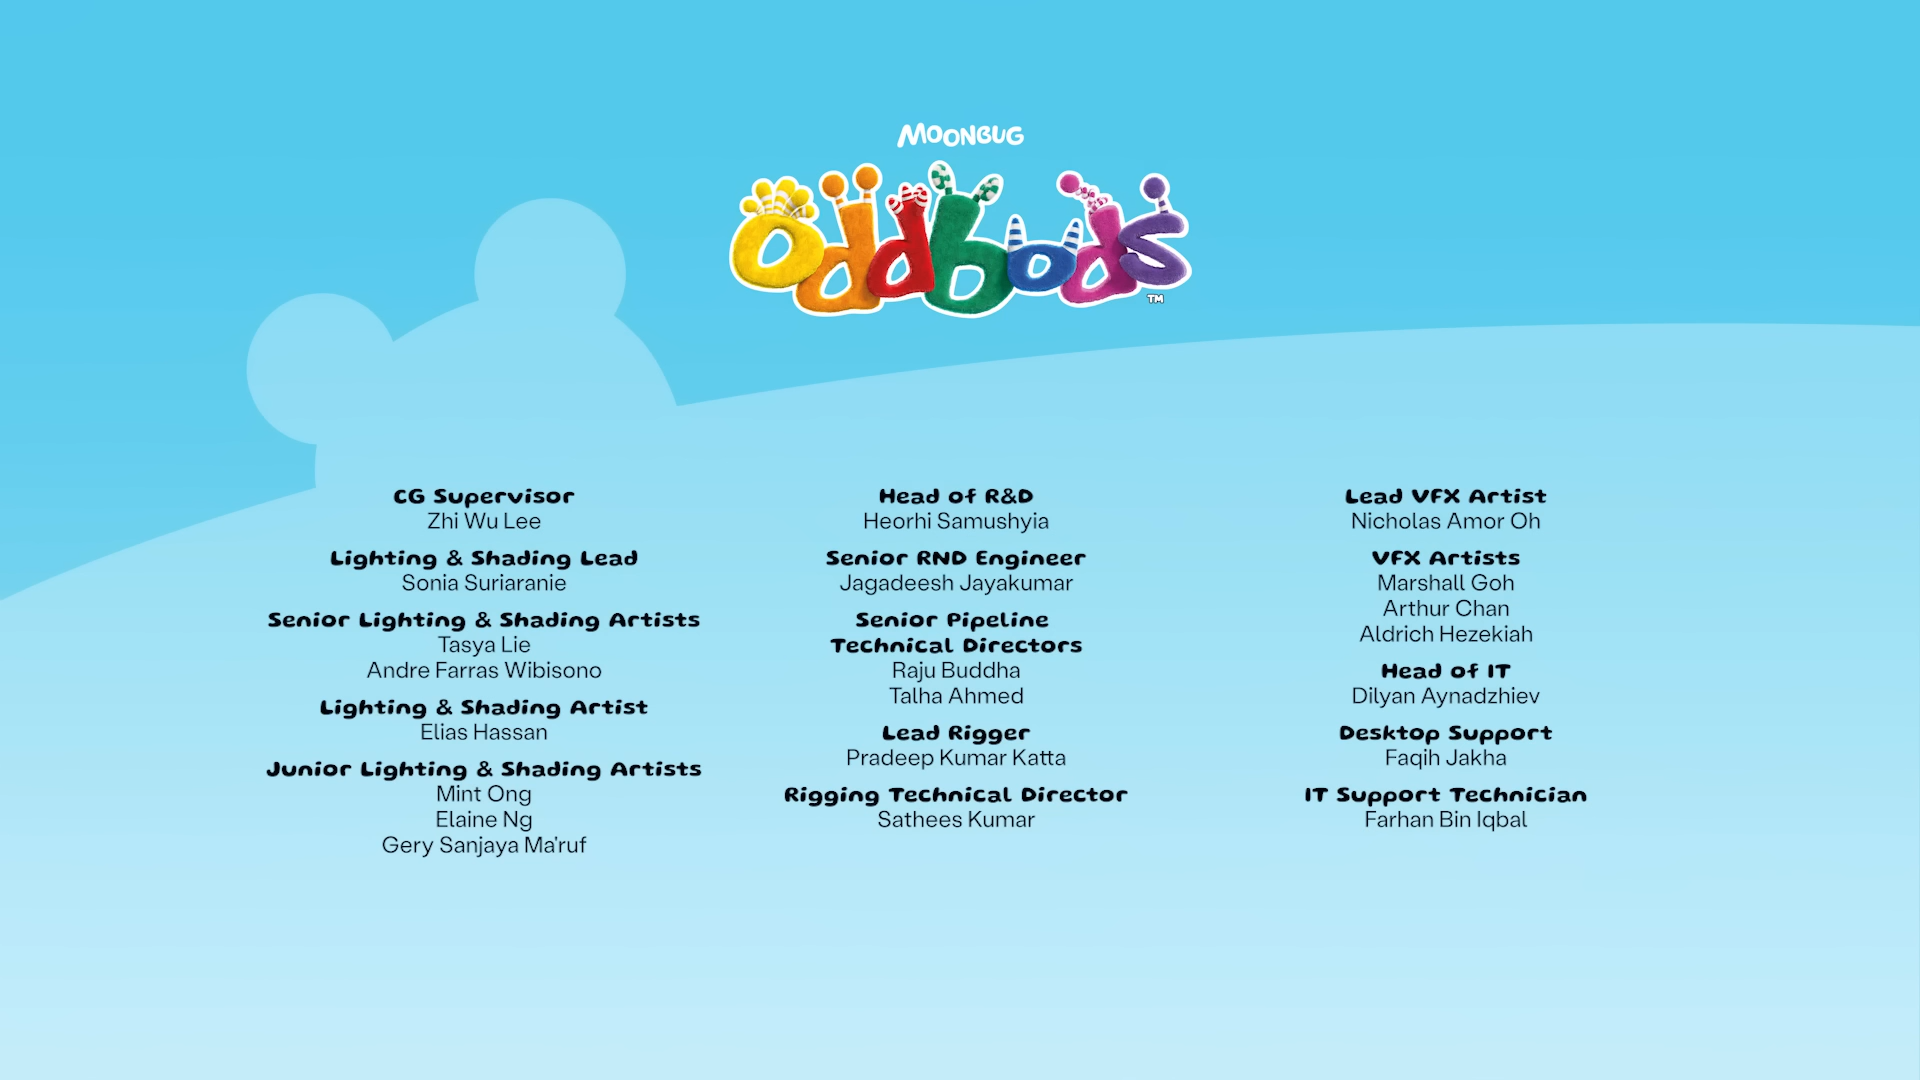 MOONBUG
Oddbods
TM
CG Supervisor
Zhi Wu Lee
Lighting & Shading Lead
Sonia Suriaranie
Senior Lighting & Shading Artists
Tasya Lie
Andre Farras Wibisono
Lighting & Shading Artist
Elias Hassan
Junior Lighting & Shading Artists
Mint Ong
Elaine Ng
Gery Sanjaya Ma'ruf
Head of R&D
Heorhi Samushyia
Senior RND Engineer
Jagadeesh Jayakumar
Senior Pipeline
Technical Directors
Raju Buddha
Talha Ahmed
Lead Rigger
Pradeep Kumar Katta
Rigging Technical Director
Sathees Kumar
Lead VFX Artist
Nicholas Amor Oh
VFX Artists
Marshall Goh
Arthur Chan
Aldrich Hezekiah
Head of IT
Dilyan Aynadzhiev
Desktop Support
Faqih Jakha
IT Support Technician
Farhan Bin Iqbal